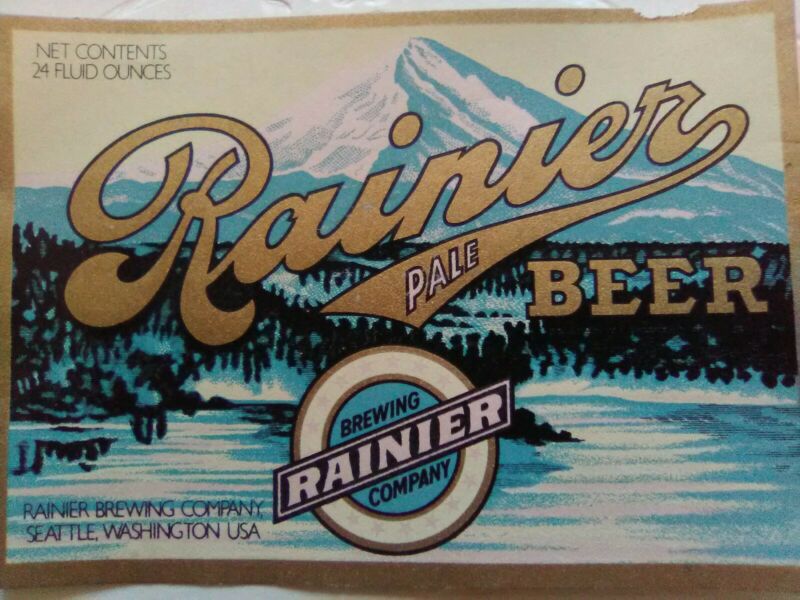 NET CONTENTS
24 FLUID OUNCES
Rainier
PALE
BEER
BREWING
RAINIER
COMPANY
RAINIER BREWING COMPANY,
SEATTLE, WASHINGTON USA